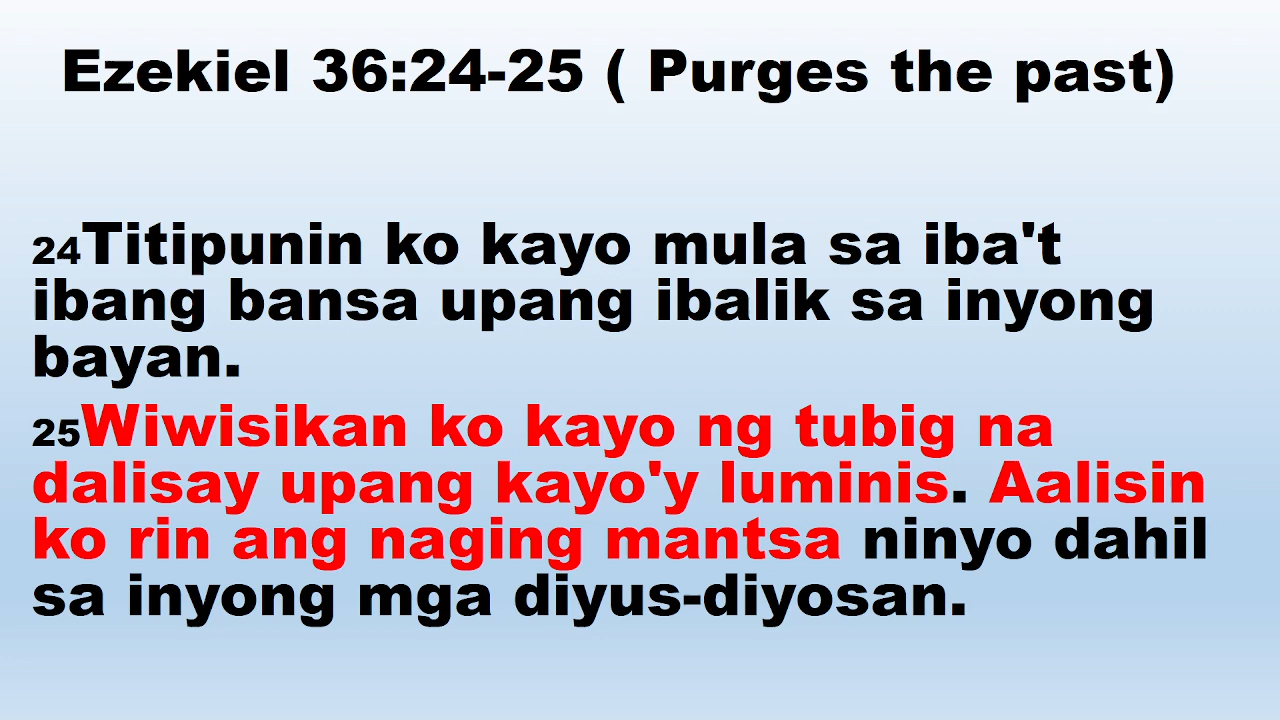 Ezekiel 36:24-25 ( Purges the past)
24Titipunin ko kayo mula sa iba't
ibang bansa upang ibalik sa inyong
bayan.
25Wiwisikan ko kayo ng tubig na
dalisay upang kayo'y luminis. Aalisin
ko rin ang naging mantsa ninyo dahil
sa inyong mga diyus-diyosan.